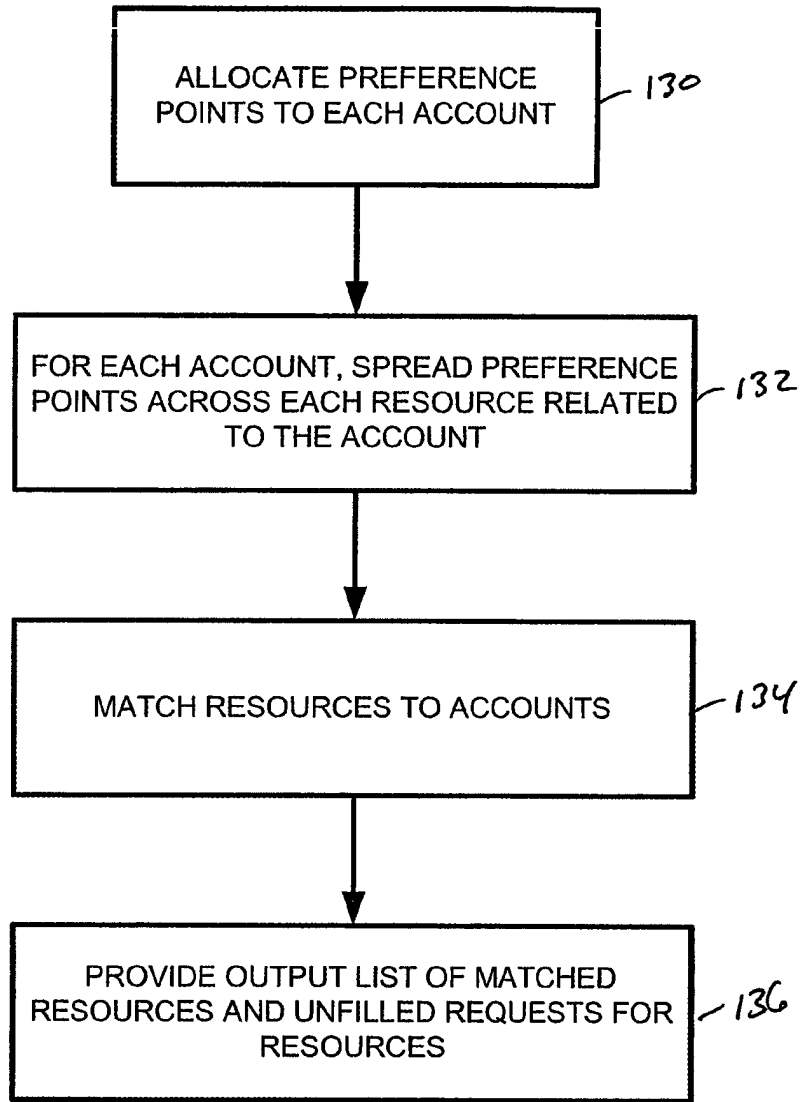 ALLOCATE PREFERENCE
POINTS TO EACH ACCOUNT
130
FOR EACH ACCOUNT, SPREAD PREFERENCE
POINTS ACROSS EACH RESOURCE RELATED
TO THE ACCOUNT
132
MATCH RESOURCES TO ACCOUNTS
134
PROVIDE OUTPUT LIST OF MATCHED
RESOURCES AND UNFILLED REQUESTS FOR
RESOURCES
136